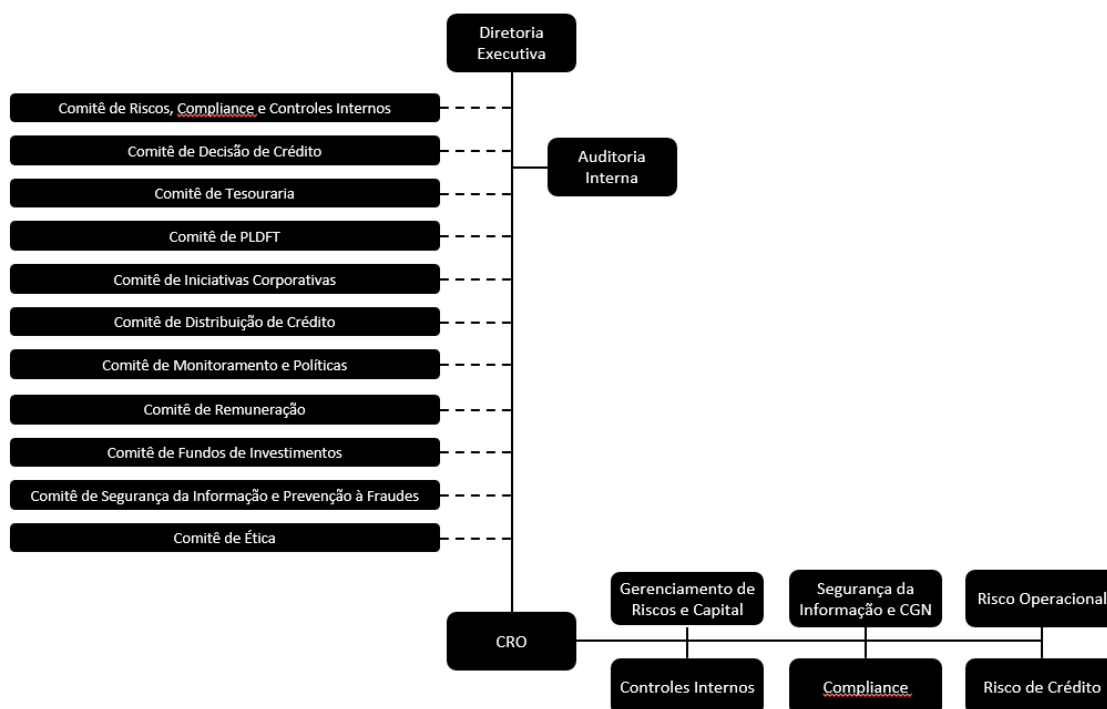 Diretoria
Executiva
Comitê de Riscos, Compliance e Controles Internos
Comitê de Decisão de Crédito
Auditoria
Interna
Comitê de Tesouraria
Comitê de PLDFT
Comitê de Iniciativas Corporativas
Comitê de Distribuição de Crédito
Comitê de Monitoramento e Políticas
Comitê de Remuneração
Comitê de Fundos de Investimentos
Comitê de Segurança da Informação e Prevenção à Fraudes
Comitê de Ética
Gerenciamento de
Riscos e Capital
Segurança da
Informação e CGN
Risco Operacional
CRO
Controles Internos
Compliance
Risco de Crédito